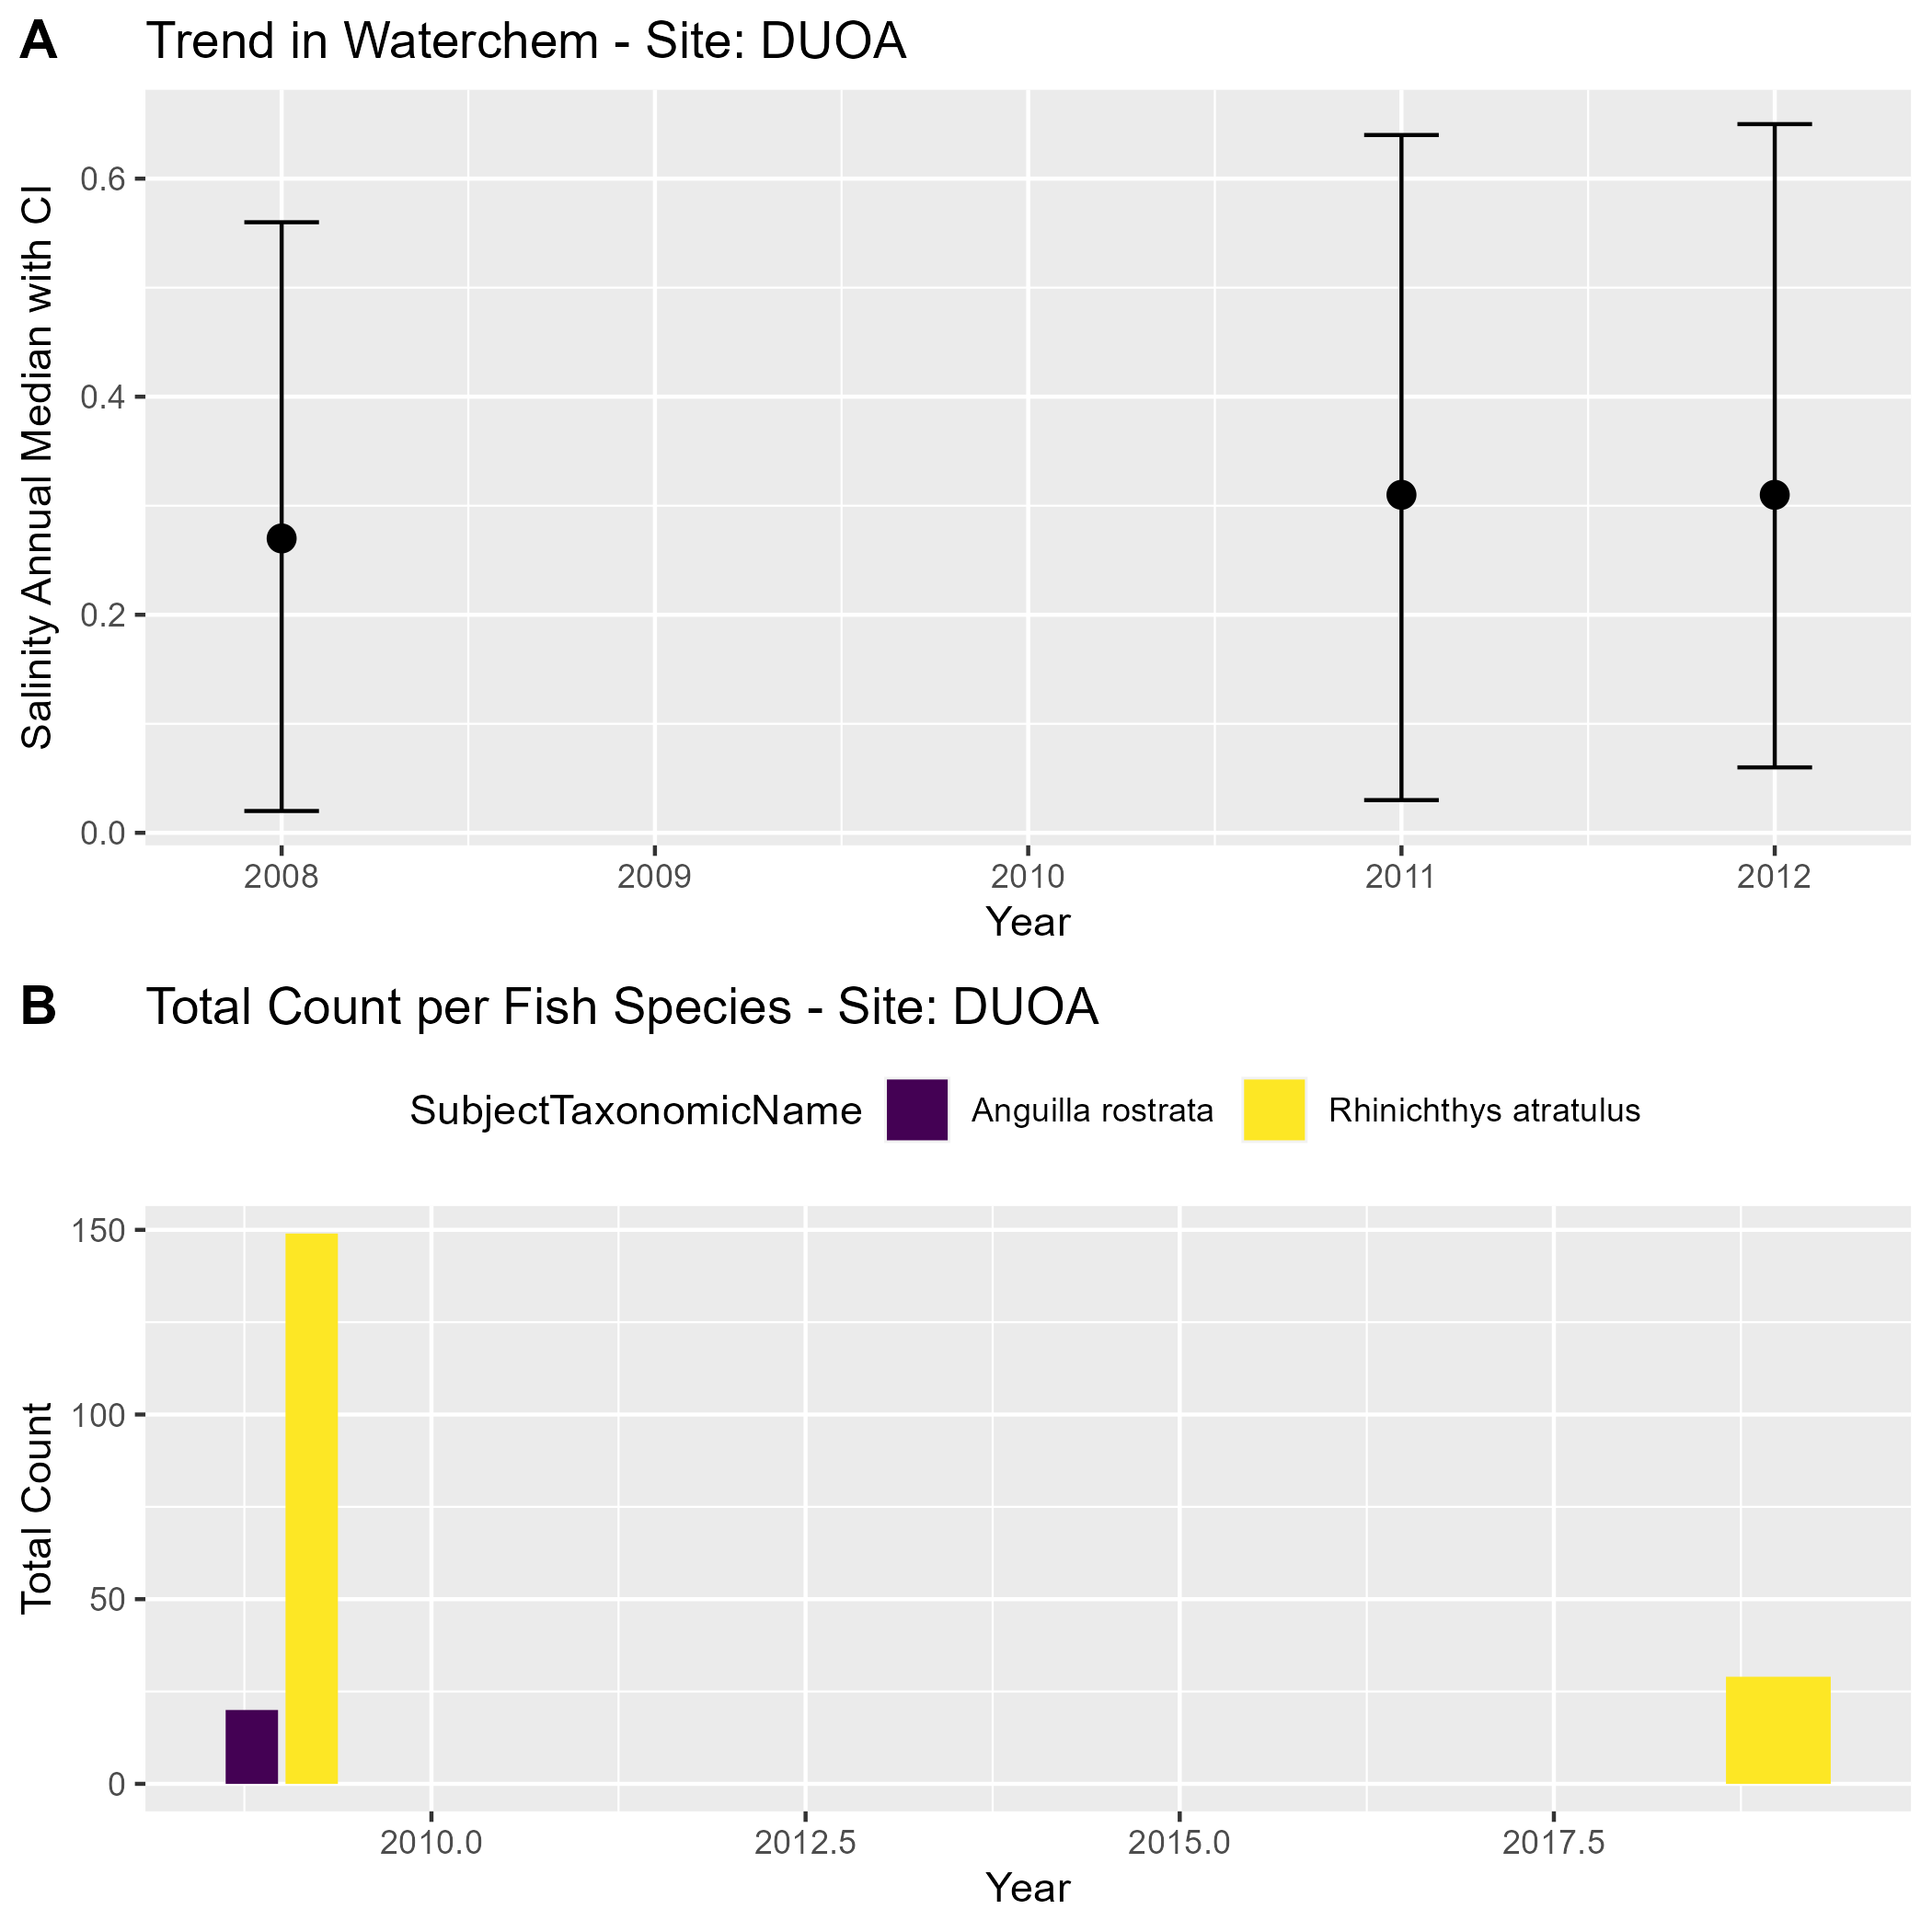 A Trend in Waterchem - Site: DUOA
Salinity Annual Median with CI
0.6
0.4
0.2
0.0
2008 2009 2010 2011 2012
Year
B Total Count per Fish Species - Site: DUOA
SubjectTaxonomicName Anguilla rostrata Rhinichthys atratulus
Total Count
150
100
50
0
2010.0 2012.5 2015.0 2017.5
Year